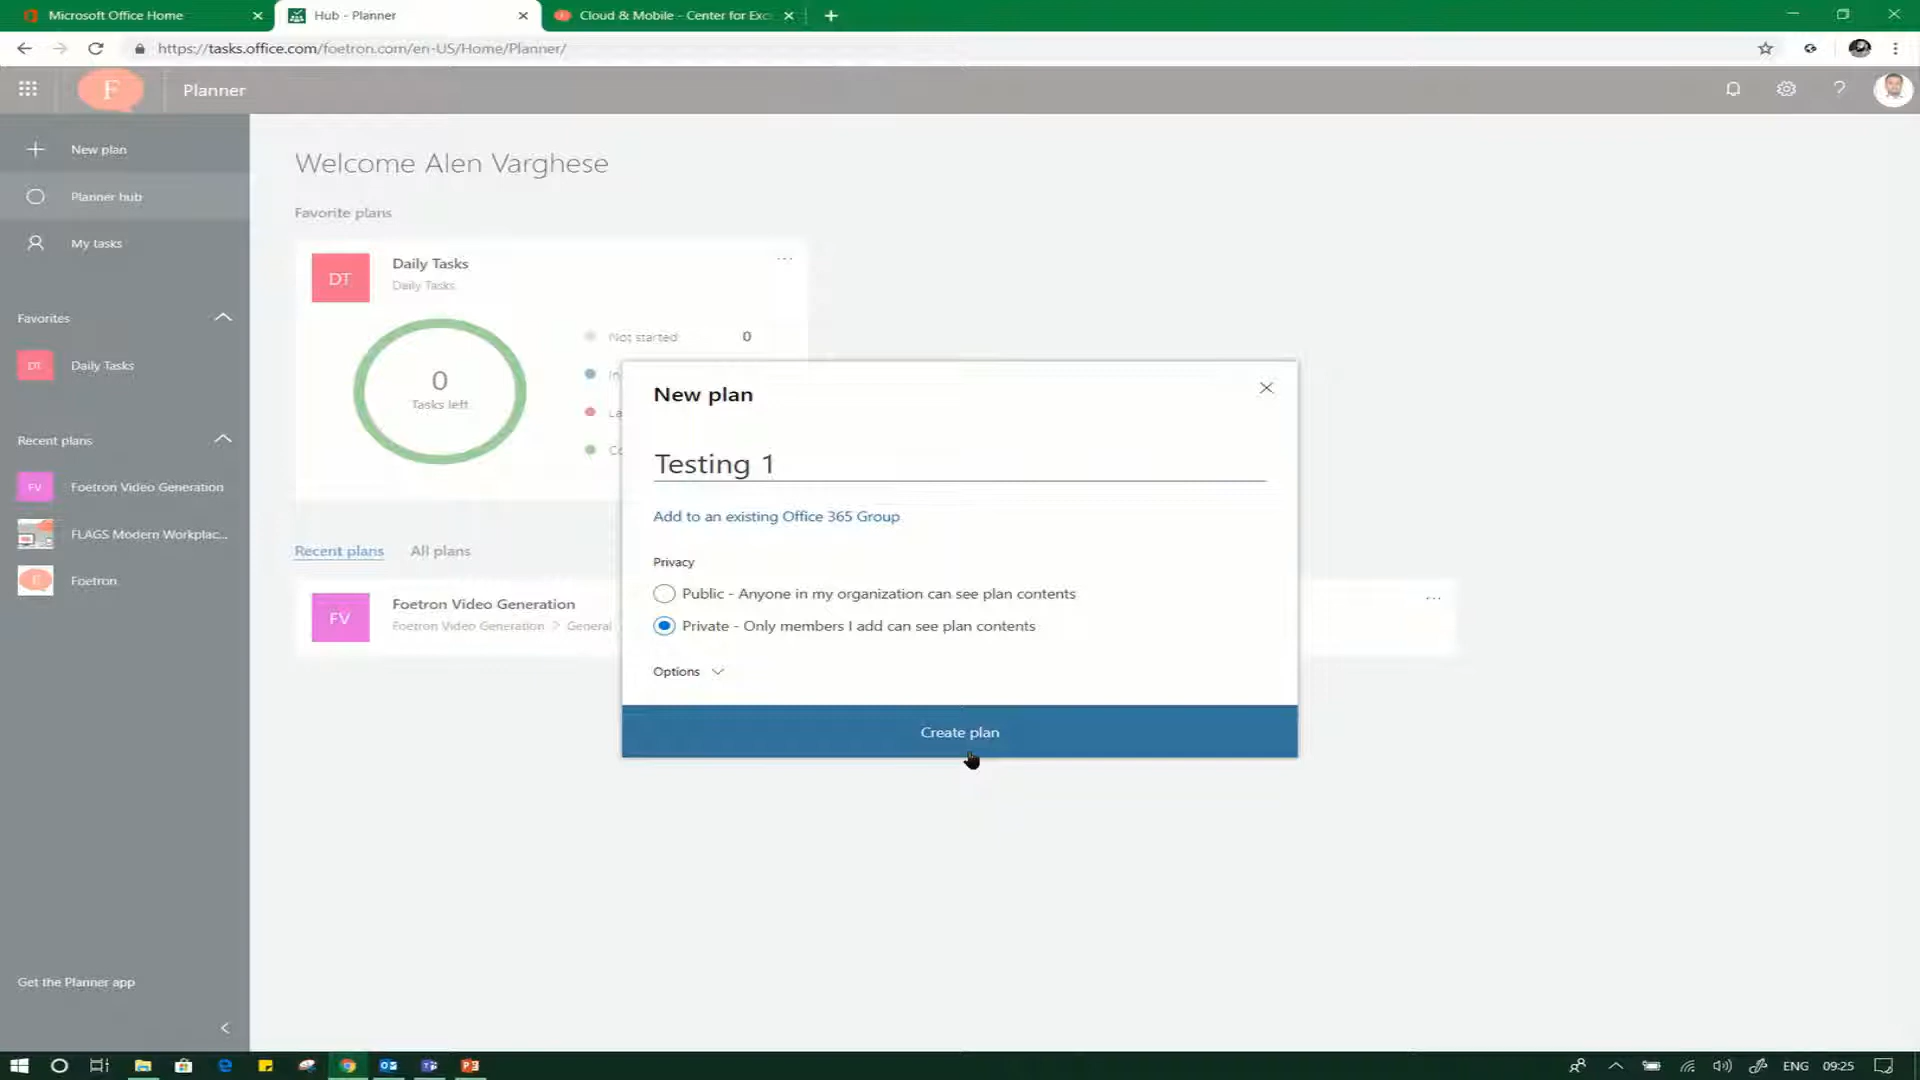 Microsoft Office Home
Hub - Planner
Cloud & Mobile - Center for Exc
https://tasks.office.com/foetron.com/en-US/Home/Planner/
F
Planner
?
New plan
Planner hub
My tasks
Favorites
DT
Daily Tasks
Recent plans
FV
Foetron Video Generation
FLAGS Modern Workplac...
Foetron
Get the Planner app
Welcome Alen Varghese
Favorite plans
DT
Daily Tasks
Daily Tasks
...
0
Tasks left
Not started 0
In
La
Co
Recent plans
All plans
FV
Foetron Video Generation
Foetron Video Generation > General
...
New plan
Testing 1
Add to an existing Office 365 Group
Privacy
Public - Anyone in my organization can see plan contents
Private - Only members I add can see plan contents
Options
Create plan
ENG
09:25